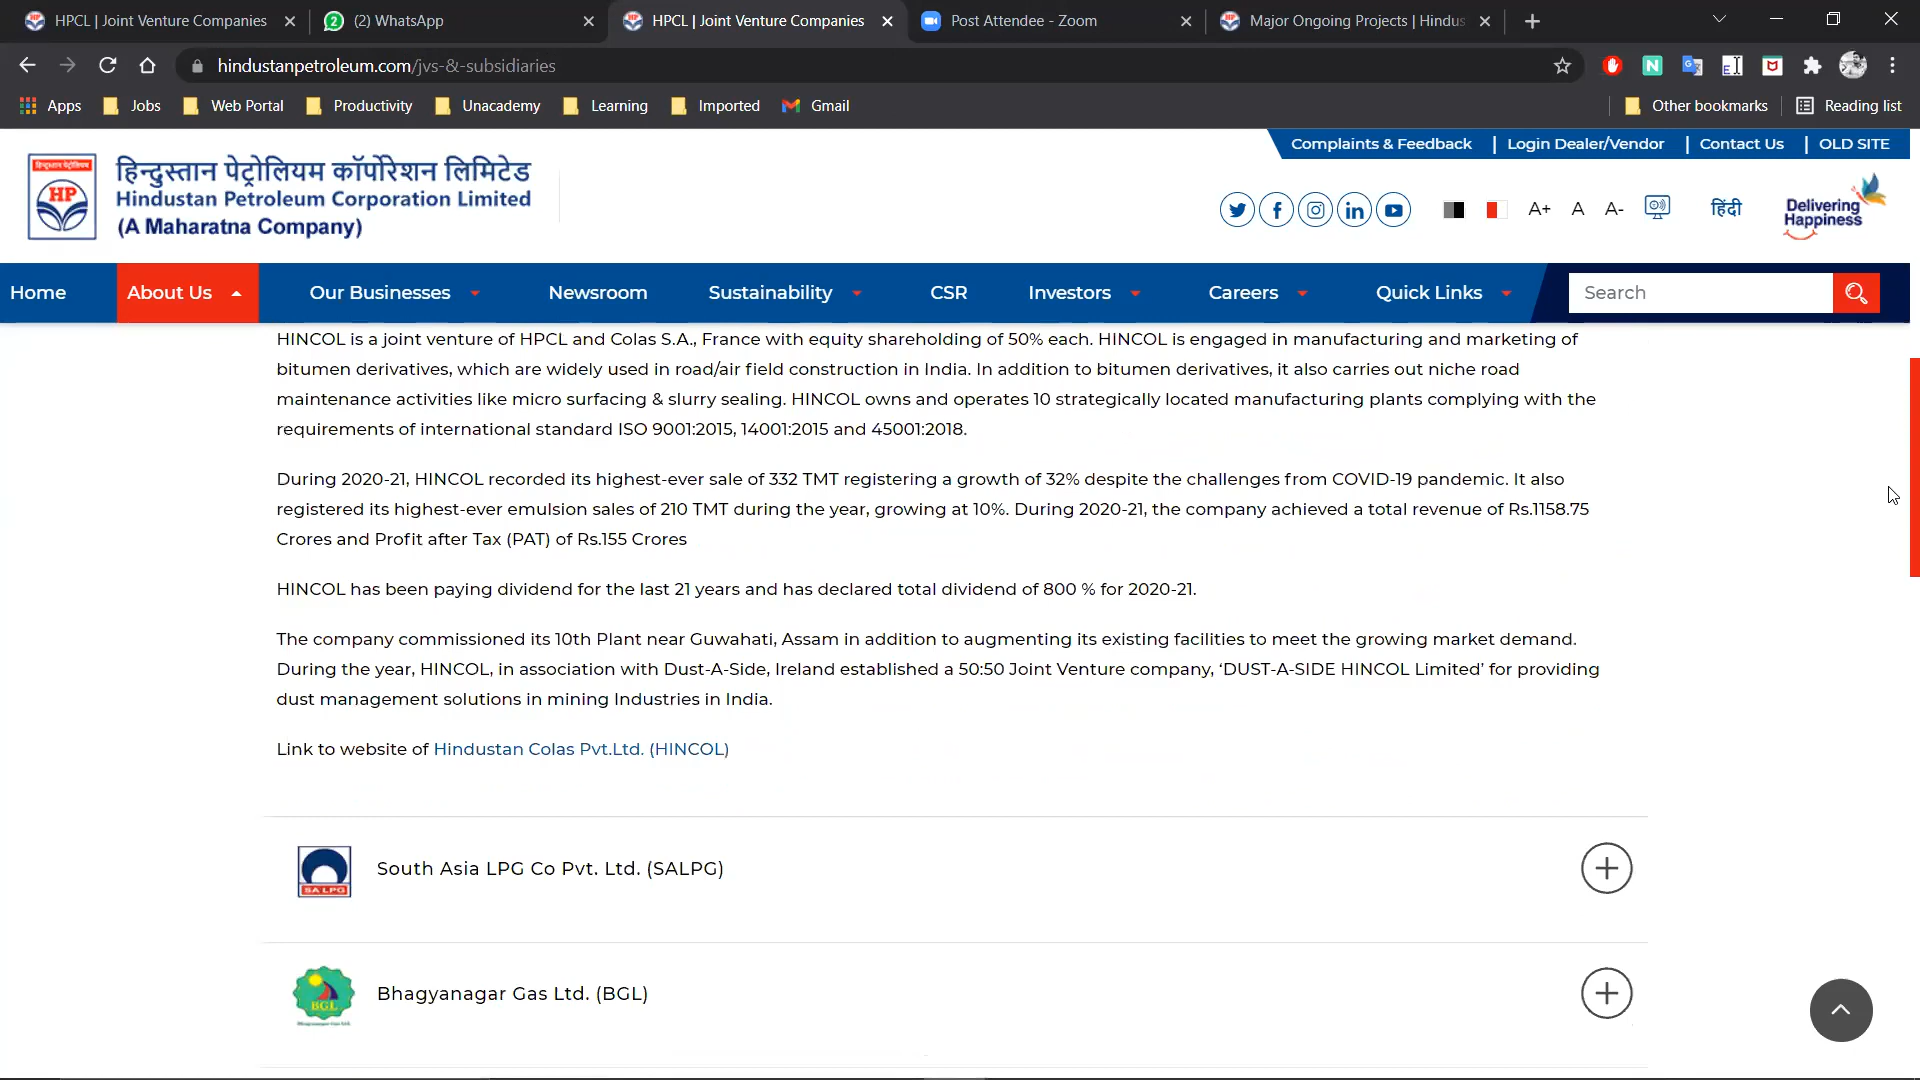 HPCL | Joint Venture Companies
(2) WhatsApp
HPCL | Joint Venture Companies
Post Attendee - Zoom
Major Ongoing Projects | Hindus
hindustanpetroleum.com/jvs-&-subsidiaries
Apps
Jobs
Web Portal
Productivity
Unacademy
Learning
Imported
Gmail
Other bookmarks
Reading list
Complaints & Feedback | Login Dealer/Vendor | Contact Us | OLD SITE
हिन्दुस्तान पेट्रोलियम कॉर्पोरेशन लिमिटेड
Hindustan Petroleum Corporation Limited
(A Maharatna Company)
HP
A+ A A-
हिंदी
Delivering
Happiness
Home
About Us
Our Businesses
Newsroom
Sustainability
CSR
Investors
Careers
Quick Links
Search
HINCOL is a joint venture of HPCL and Colas S.A., France with equity shareholding of 50% each. HINCOL is engaged in manufacturing and marketing of
bitumen derivatives, which are widely used in road/air field construction in India. In addition to bitumen derivatives, it also carries out niche road
maintenance activities like micro surfacing & slurry sealing. HINCOL owns and operates 10 strategically located manufacturing plants complying with the
requirements of international standard ISO 9001:2015, 14001:2015 and 45001:2018.
During 2020-21, HINCOL recorded its highest-ever sale of 332 TMT registering a growth of 32% despite the challenges from COVID-19 pandemic. It also
registered its highest-ever emulsion sales of 210 TMT during the year, growing at 10%. During 2020-21, the company achieved a total revenue of Rs.1158.75
Crores and Profit after Tax (PAT) of Rs.155 Crores
HINCOL has been paying dividend for the last 21 years and has declared total dividend of 800 % for 2020-21.
The company commissioned its 10th Plant near Guwahati, Assam in addition to augmenting its existing facilities to meet the growing market demand.
During the year, HINCOL, in association with Dust-A-Side, Ireland established a 50:50 Joint Venture company, ‘DUST-A-SIDE HINCOL Limited’ for providing
dust management solutions in mining Industries in India.
Link to website of Hindustan Colas Pvt.Ltd. (HINCOL)
SA LPG
South Asia LPG Co Pvt. Ltd. (SALPG)
BGL
Bhagyanagar Gas Ltd. (BGL)